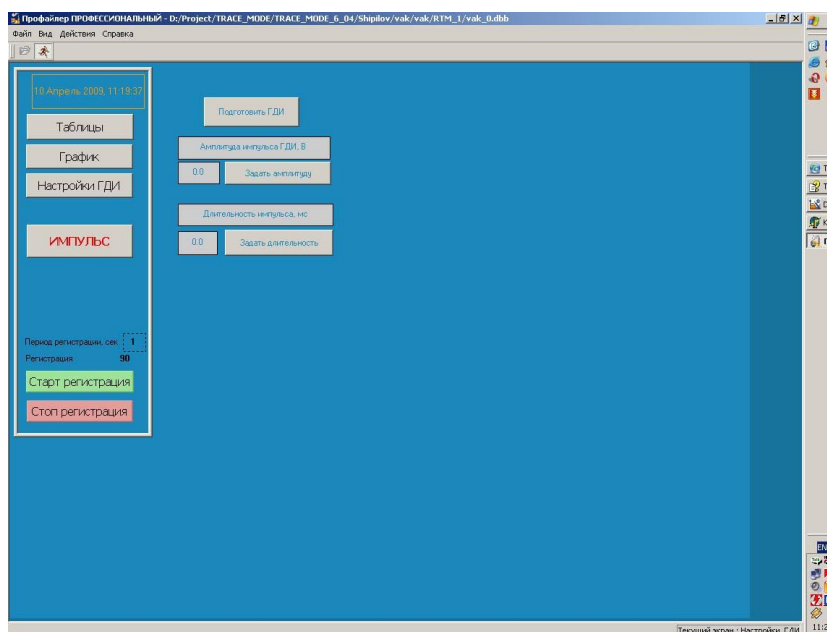 Профайлер ПРОФЕССИОНАЛЬНЫЙ - D:/Project/TRACE_MODE/TRACE_MODE_6_04/Shipilov/vak/vak/RTM_1/vak_0.dbb
Файл Вид Действия Справка
10 Апрель 2009, 11:19:37
Таблицы
График
Настройки ГДИ
ИМПУЛЬС
Период регистрации, сек 1
Регистрация 90
Старт регистрация
Стоп регистрация
Подготовить ГДИ
Амплитуда импульса ГДИ, В
0.0 Задать амплитуду
Длительность импульса, мс
0.0 Задать длительность
EN
Текущий экран : Настройки ГДИ